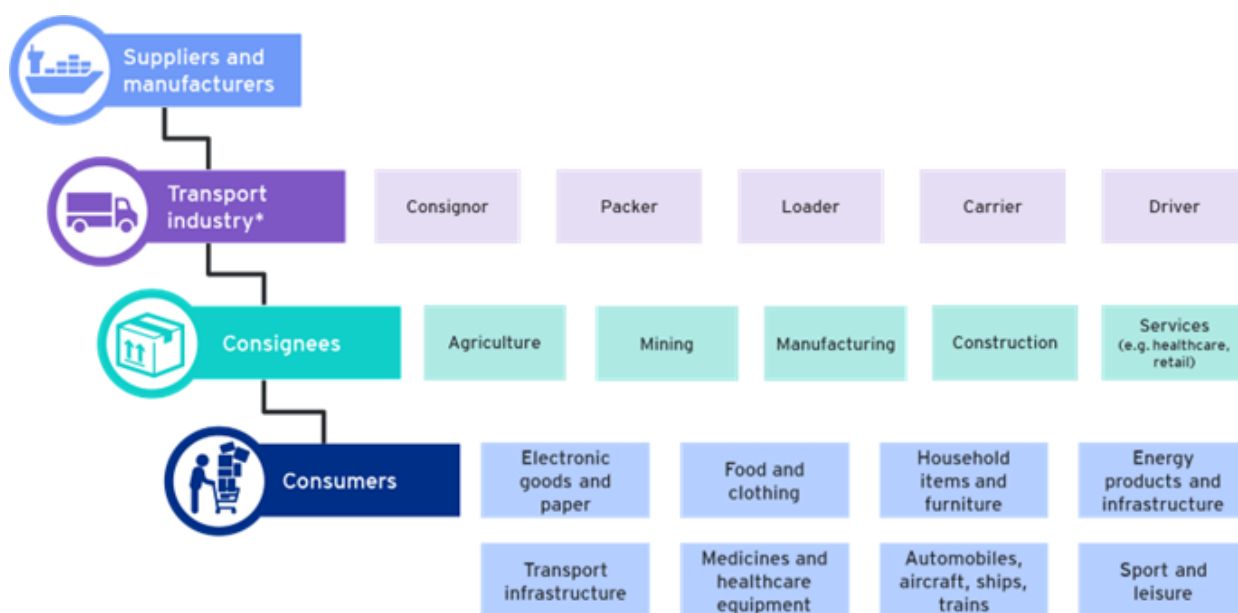 Suppliers and
manufacturers
Transport
industry*
Consignor
Packer
Loader
Carrier
Driver
Consignees
Agriculture
Mining
Manufacturing
Construction
Services
(e.g. healthcare,
retail)
Consumers
Electronic
goods and
paper
Food and
clothing
Household
items and
furniture
Energy
products and
infrastructure
Transport
infrastructure
Medicines and
healthcare
equipment
Automobiles,
aircraft, ships,
trains
Sport and
leisure